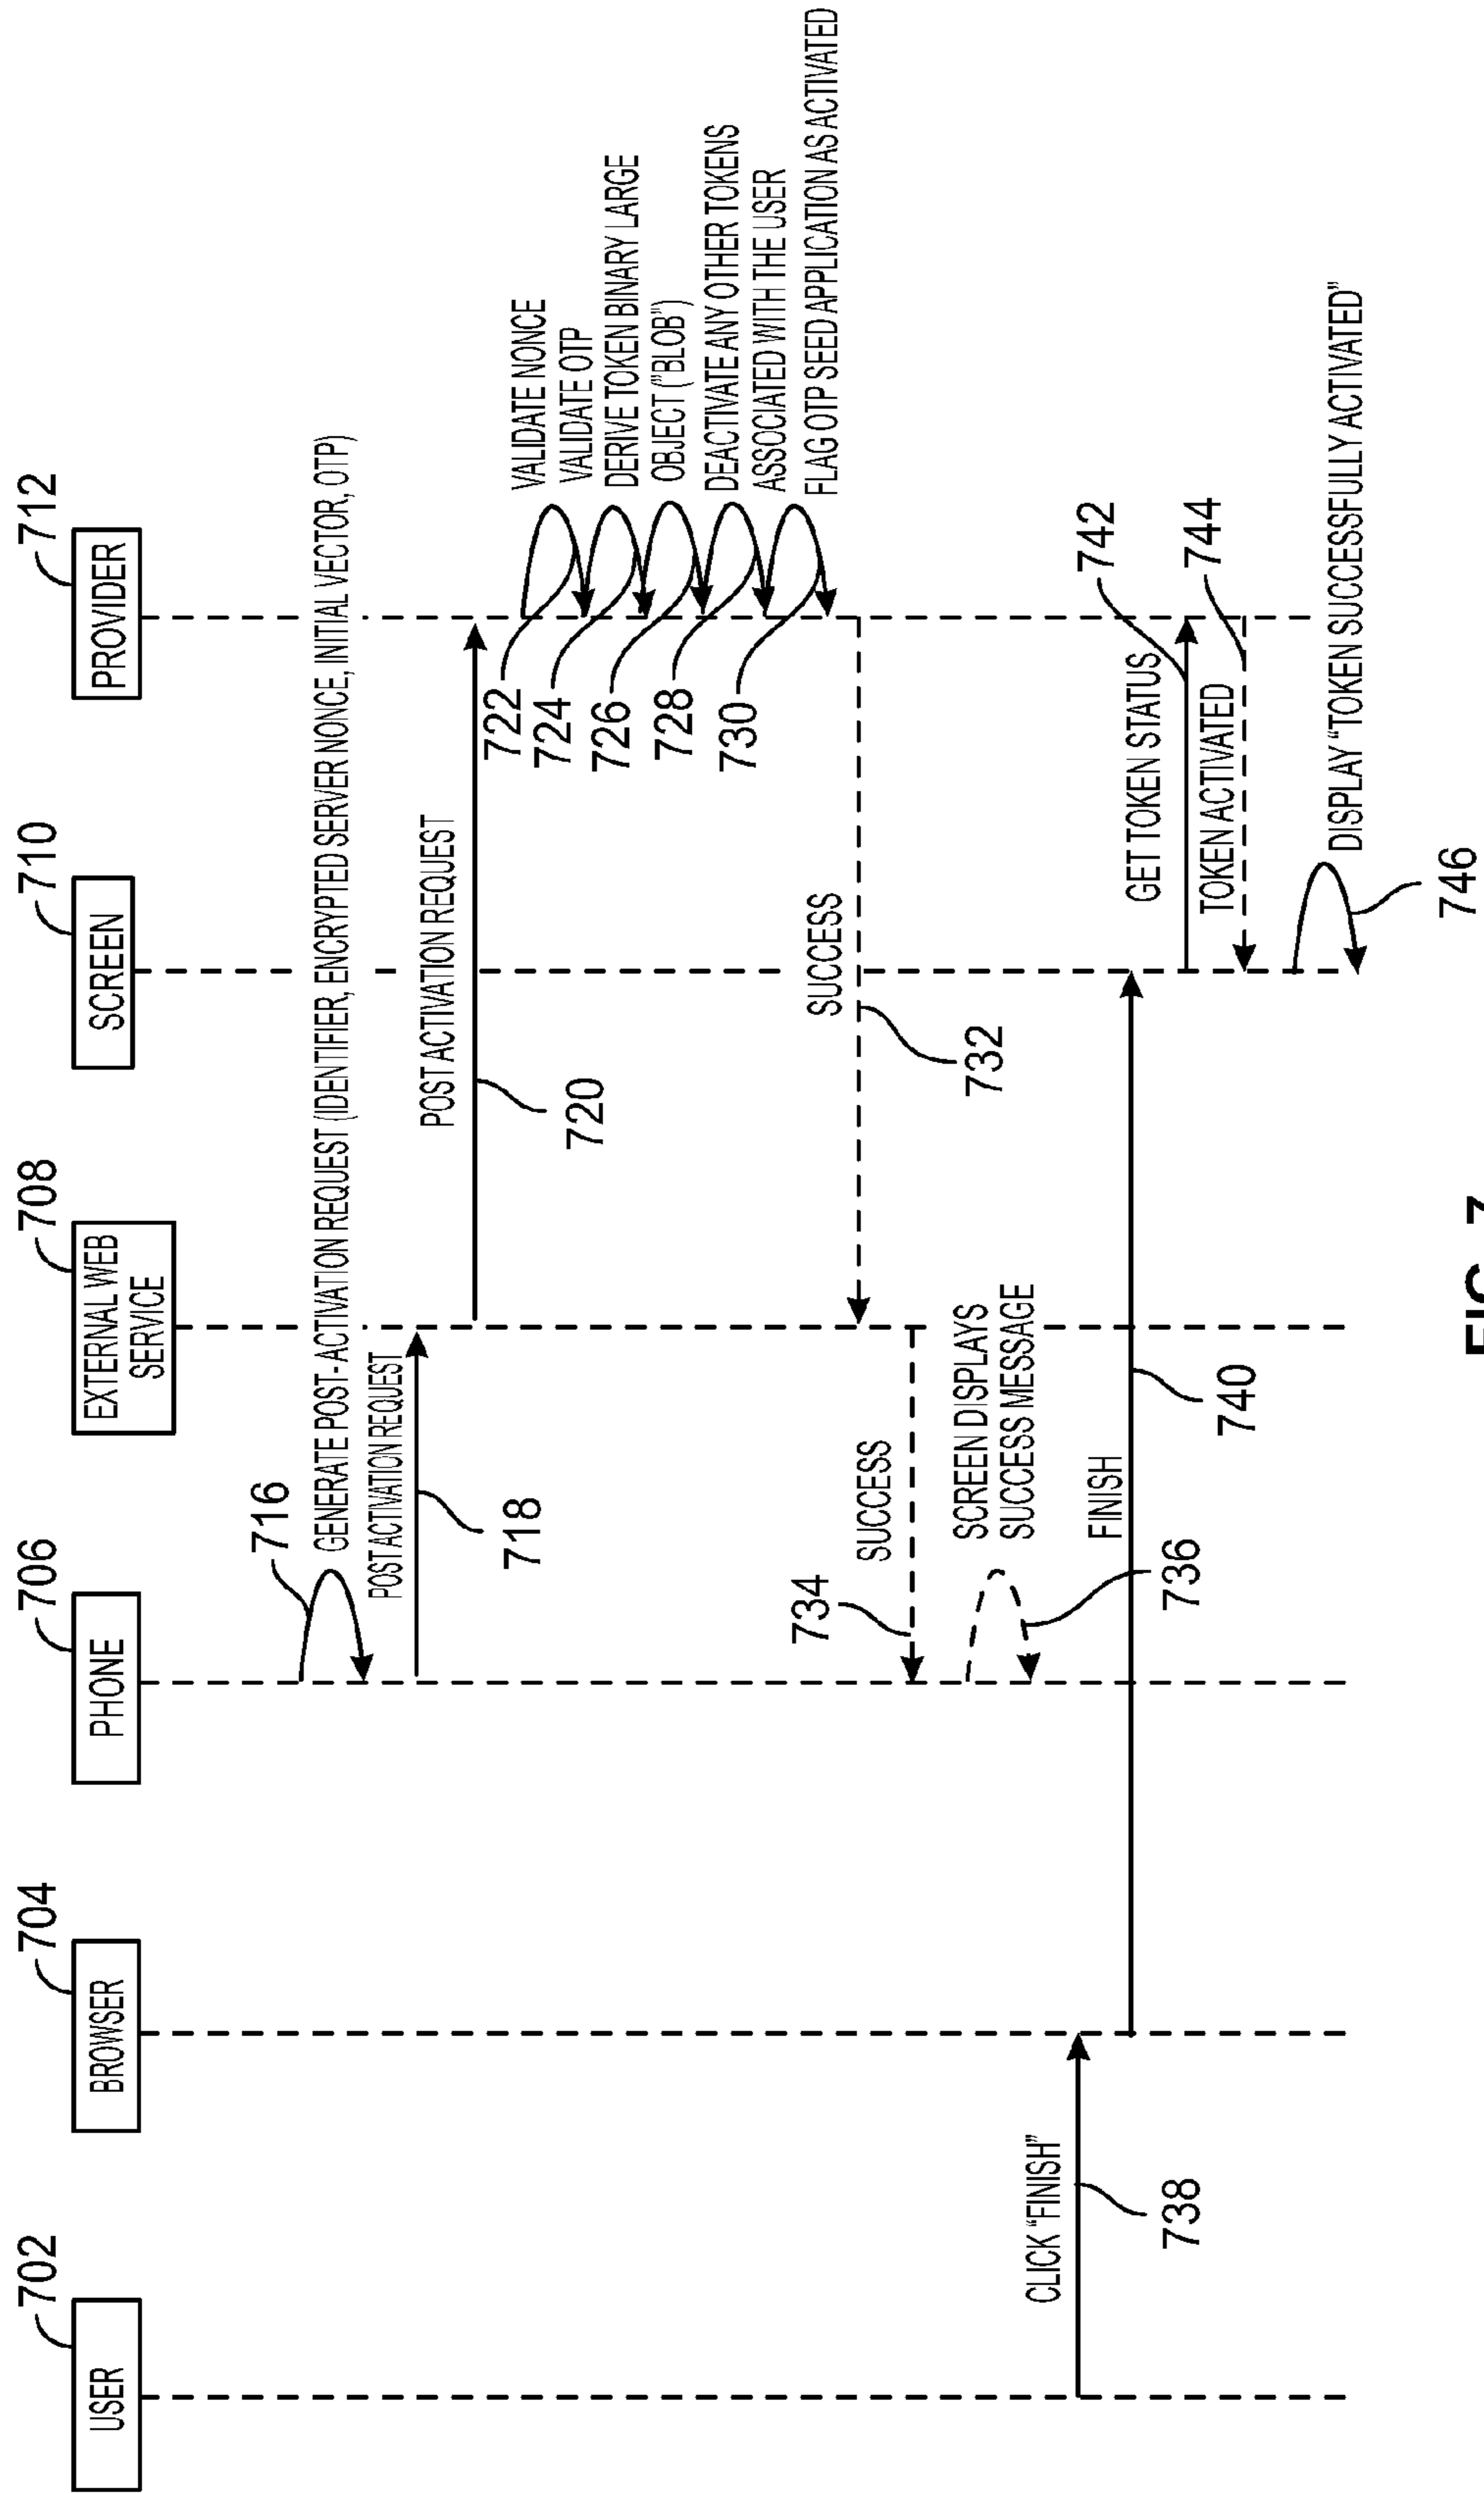 702
704
706
708
710
712
USER
BROWSER
PHONE
EXTERNAL WEB
SERVICE
SCREEN
PROVIDER
716
GENERATE POST-ACTIVATION REQUEST (IDENTIFIER, ENCRYPTED SERVER NONCE, INITIAL VECTOR, OTP)
POST ACTIVATION REQUEST
718
POST ACTIVATION REQUEST
720
VALIDATE NONCE
VALIDATE OTP
DERIVE TOKEN BINARY LARGE
OBJECT ("BLOB")
DEACTIVATE ANY OTHER TOKENS
ASSOCIATED WITH THE USER
FLAG OTP SEED APPLICATION AS ACTIVATED
722
724
726
728
730
SUCCESS
732
SUCCESS
734
SCREEN DISPLAYS
SUCCESS MESSAGE
736
CLICK "FINISH"
738
FINISH
740
742
GET TOKEN STATUS
744
TOKEN ACTIVATED
DISPLAY "TOKEN SUCCESSFULLY ACTIVATED"
746
FIG. 7